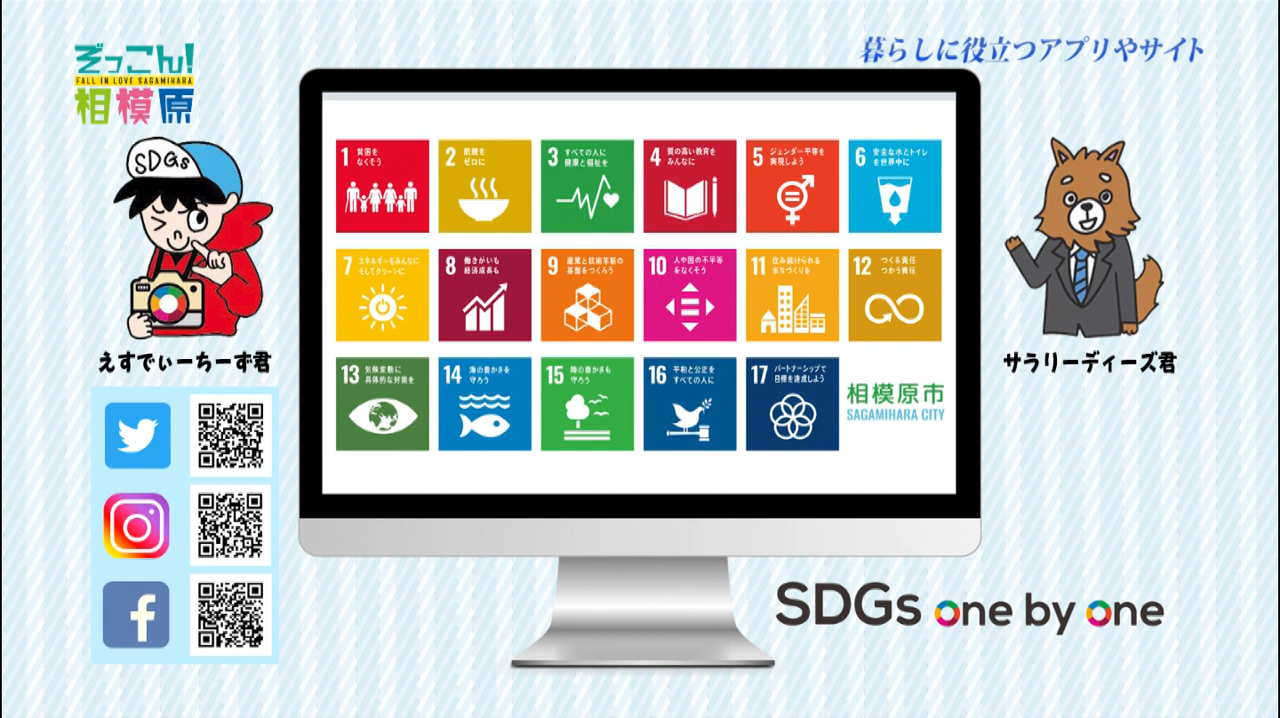 ぞっこん!
FALL IN LOVE SAGAMIHARA
相模原
暮らしに役立つアプリやサイト
SDGs
えすでぃーちーず君
サラリーディーズ君
1 貧困を
なくそう
2 飢餓を
ゼロに
3 すべての人に
健康と福祉を
4 質の高い教育を
みんなに
5 ジェンダー平等を
実現しよう
6 安全な水とトイレ
を世界中に
7 エネルギーをみんなに
そしてクリーンに
8 働きがいも
経済成長も
9 産業と技術革新の
基盤をつくろう
10 人や国の不平等
をなくそう
11 住み続けられる
まちづくりを
12 つくる責任
つかう責任
13 気候変動に
具体的な対策を
14 海の豊かさを
守ろう
15 陸の豊かさも
守ろう
16 平和と公正を
すべての人に
17 パートナーシップで
目標を達成しよう
相模原市
SAGAMIHARA CITY
SDGs one by one